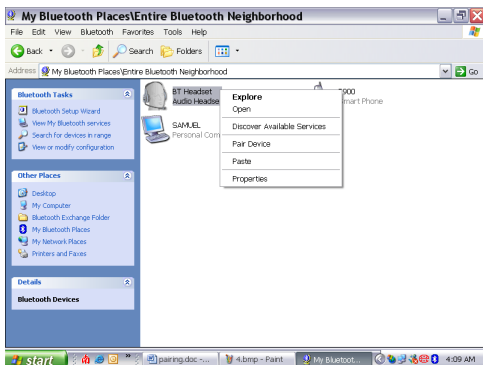 My Bluetooth Places\Entire Bluetooth Neighborhood
File Edit View Bluetooth Favorites Tools Help
Back Search Folders
Address My Bluetooth Places\Entire Bluetooth Neighborhood Go
Bluetooth Tasks
Bluetooth Setup Wizard
View My Bluetooth services
Search for devices in range
View or modify configuration
Other Places
Desktop
My Computer
Bluetooth Exchange Folder
My Bluetooth Places
My Network Places
Printers and Faxes
Details
Bluetooth Devices
BT Headset
Audio Headse
SAMUEL
Personal Com
Explore
Open
Discover Available Services
Pair Device
Paste
Properties
900
mart Phone
start pairing.doc -... 4.bmp - Paint My Bluetoot... 4:09 AM